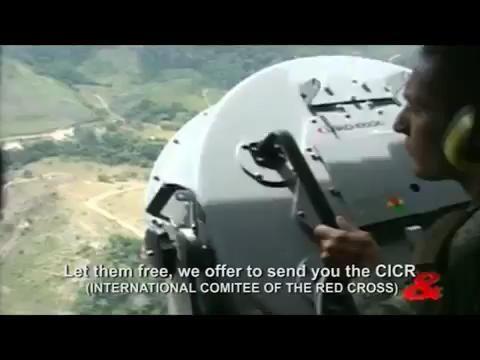 Let them free, we offer to send you the CICR
(INTERNATIONAL COMITEE OF THE RED CROSS)
&